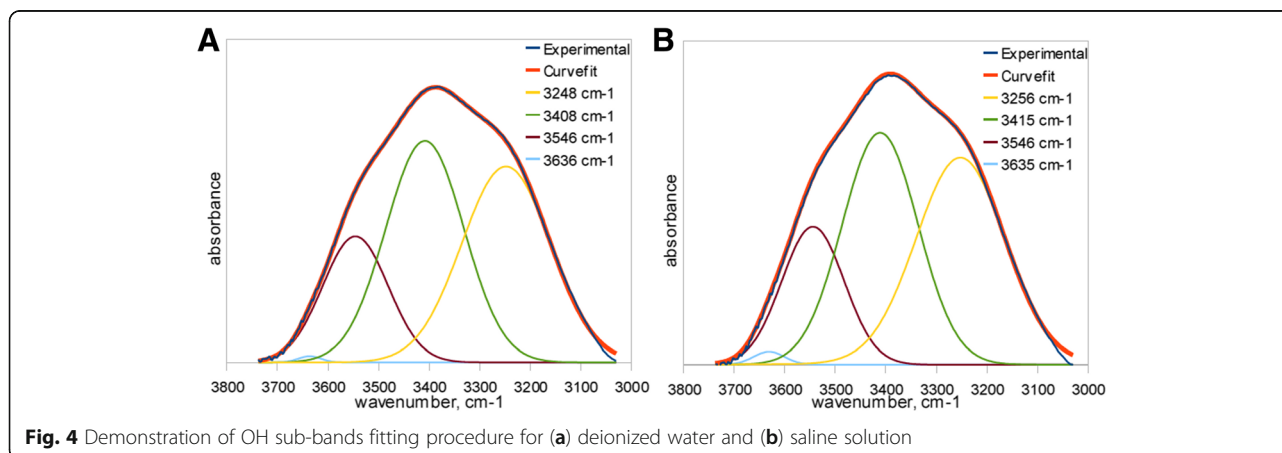 A
Experimental
Curvefit
3248 cm-1
3408 cm-1
3546 cm-1
3636 cm-1
absorbance
3800 3700 3600 3500 3400 3300 3200 3100 3000
wavenumber, cm-1
B
Experimental
Curvefit
3256 cm-1
3415 cm-1
3546 cm-1
3635 cm-1
absorbance
3800 3700 3600 3500 3400 3300 3200 3100 3000
wavenumber, cm-1
Fig. 4 Demonstration of OH sub-bands fitting procedure for (a) deionized water and (b) saline solution